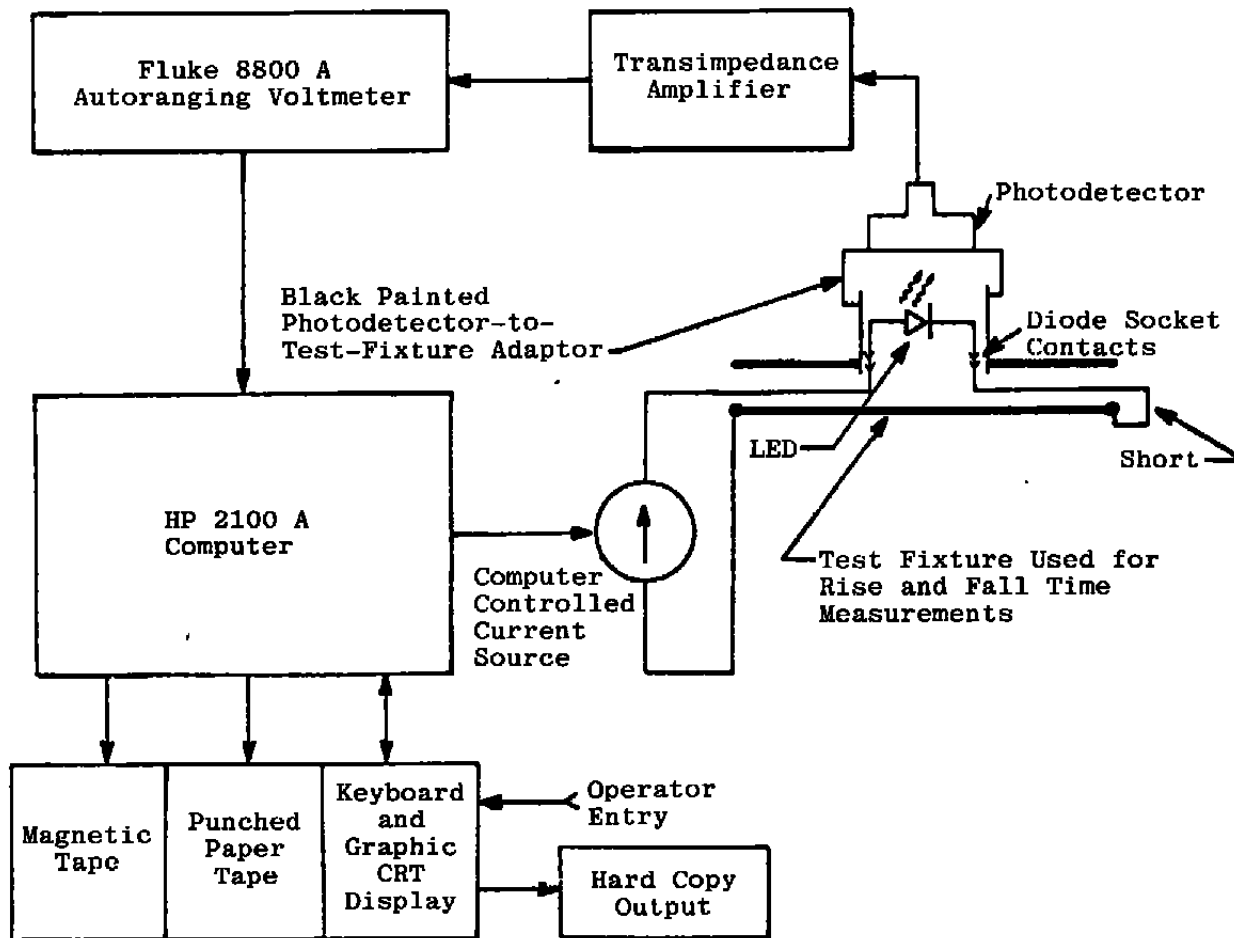 Fluke 8800 A
Autoranging Voltmeter
Transimpedance
Amplifier
Photodetector
Black Painted
Photodetector-to-
Test-Fixture Adaptor
Diode Socket
Contacts
LED
Short
HP 2100 A
Computer
Computer
Controlled
Current
Source
Test Fixture Used for
Rise and Fall Time
Measurements
Magnetic
Tape
Punched
Paper
Tape
Keyboard
and
Graphic
CRT
Display
Operator
Entry
Hard Copy
Output